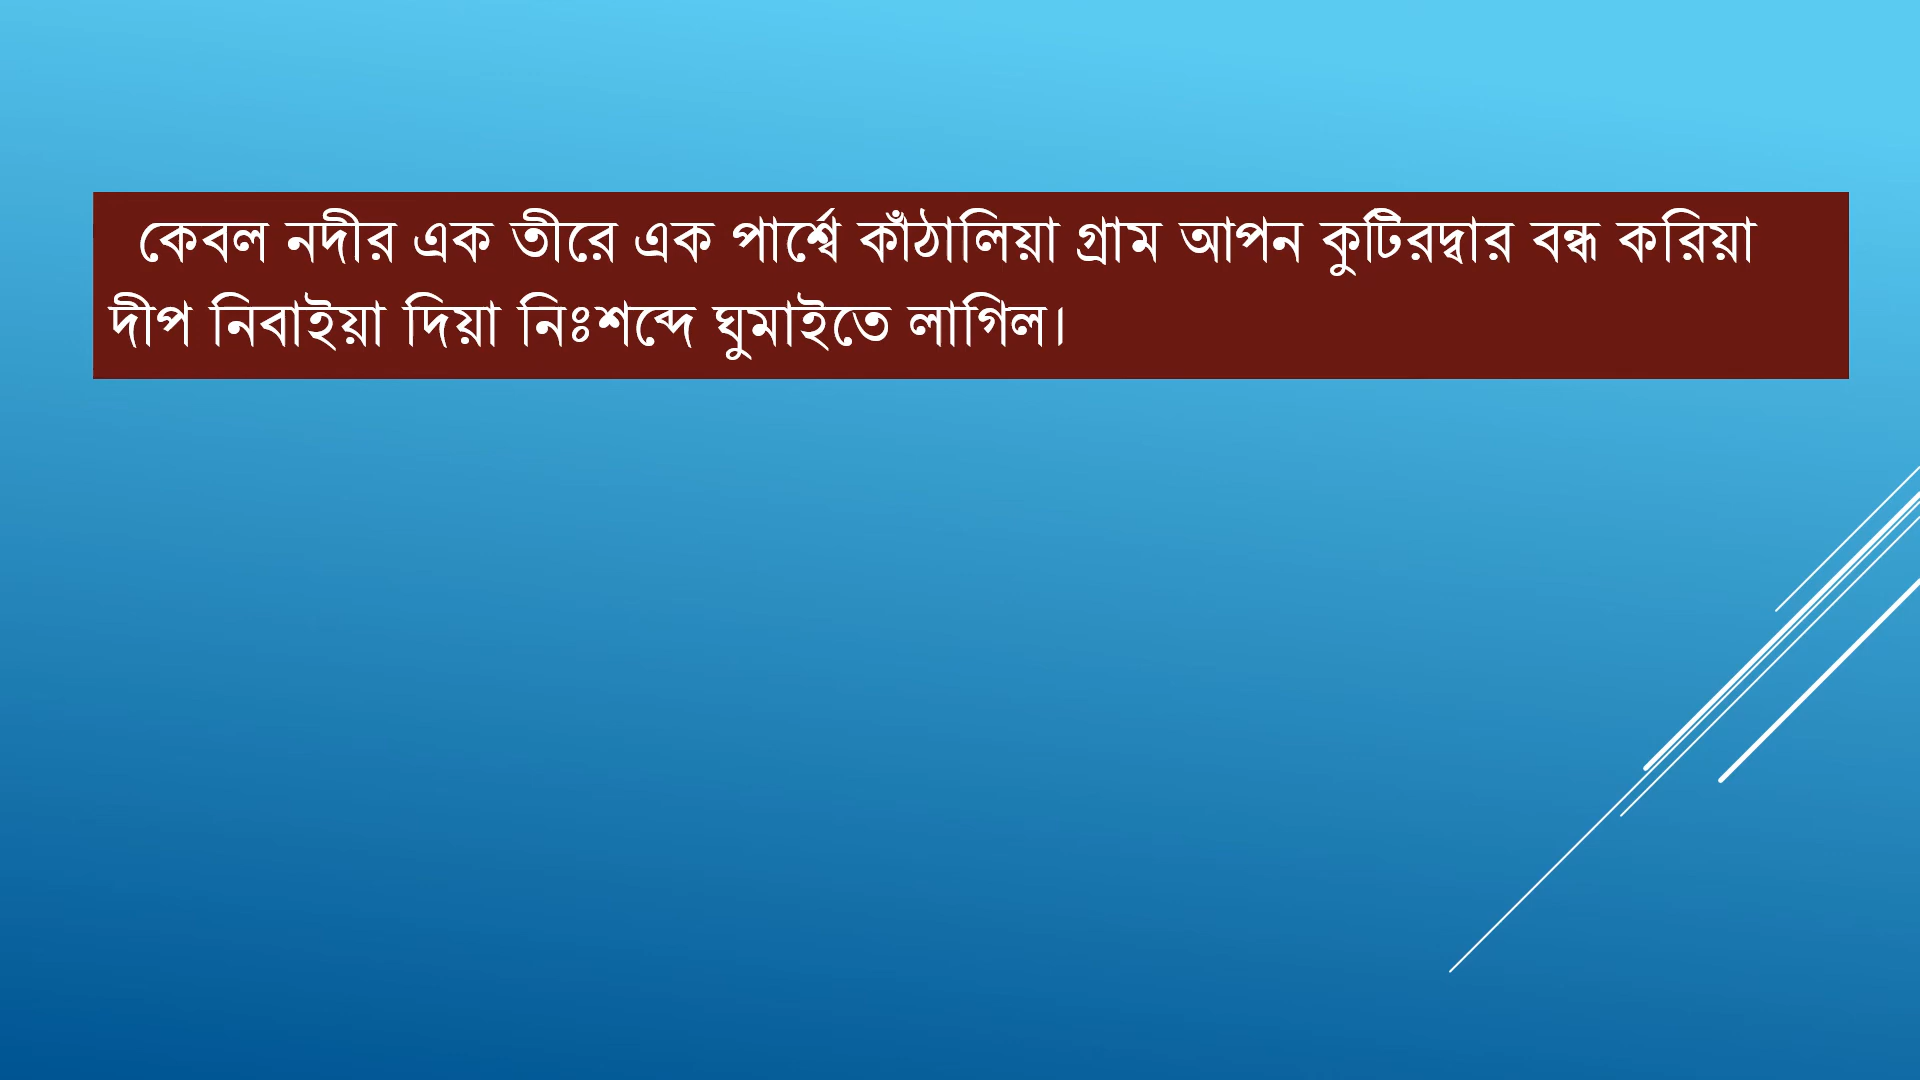 কেবল নদীর এক তীরে এক পার্শ্বে কাঁঠালিয়া গ্রাম আপন কুটিরদ্বার বন্ধ করিয়া
দীপ নিবাইয়া দিয়া নিঃশব্দে ঘুমাইতে লাগিল।